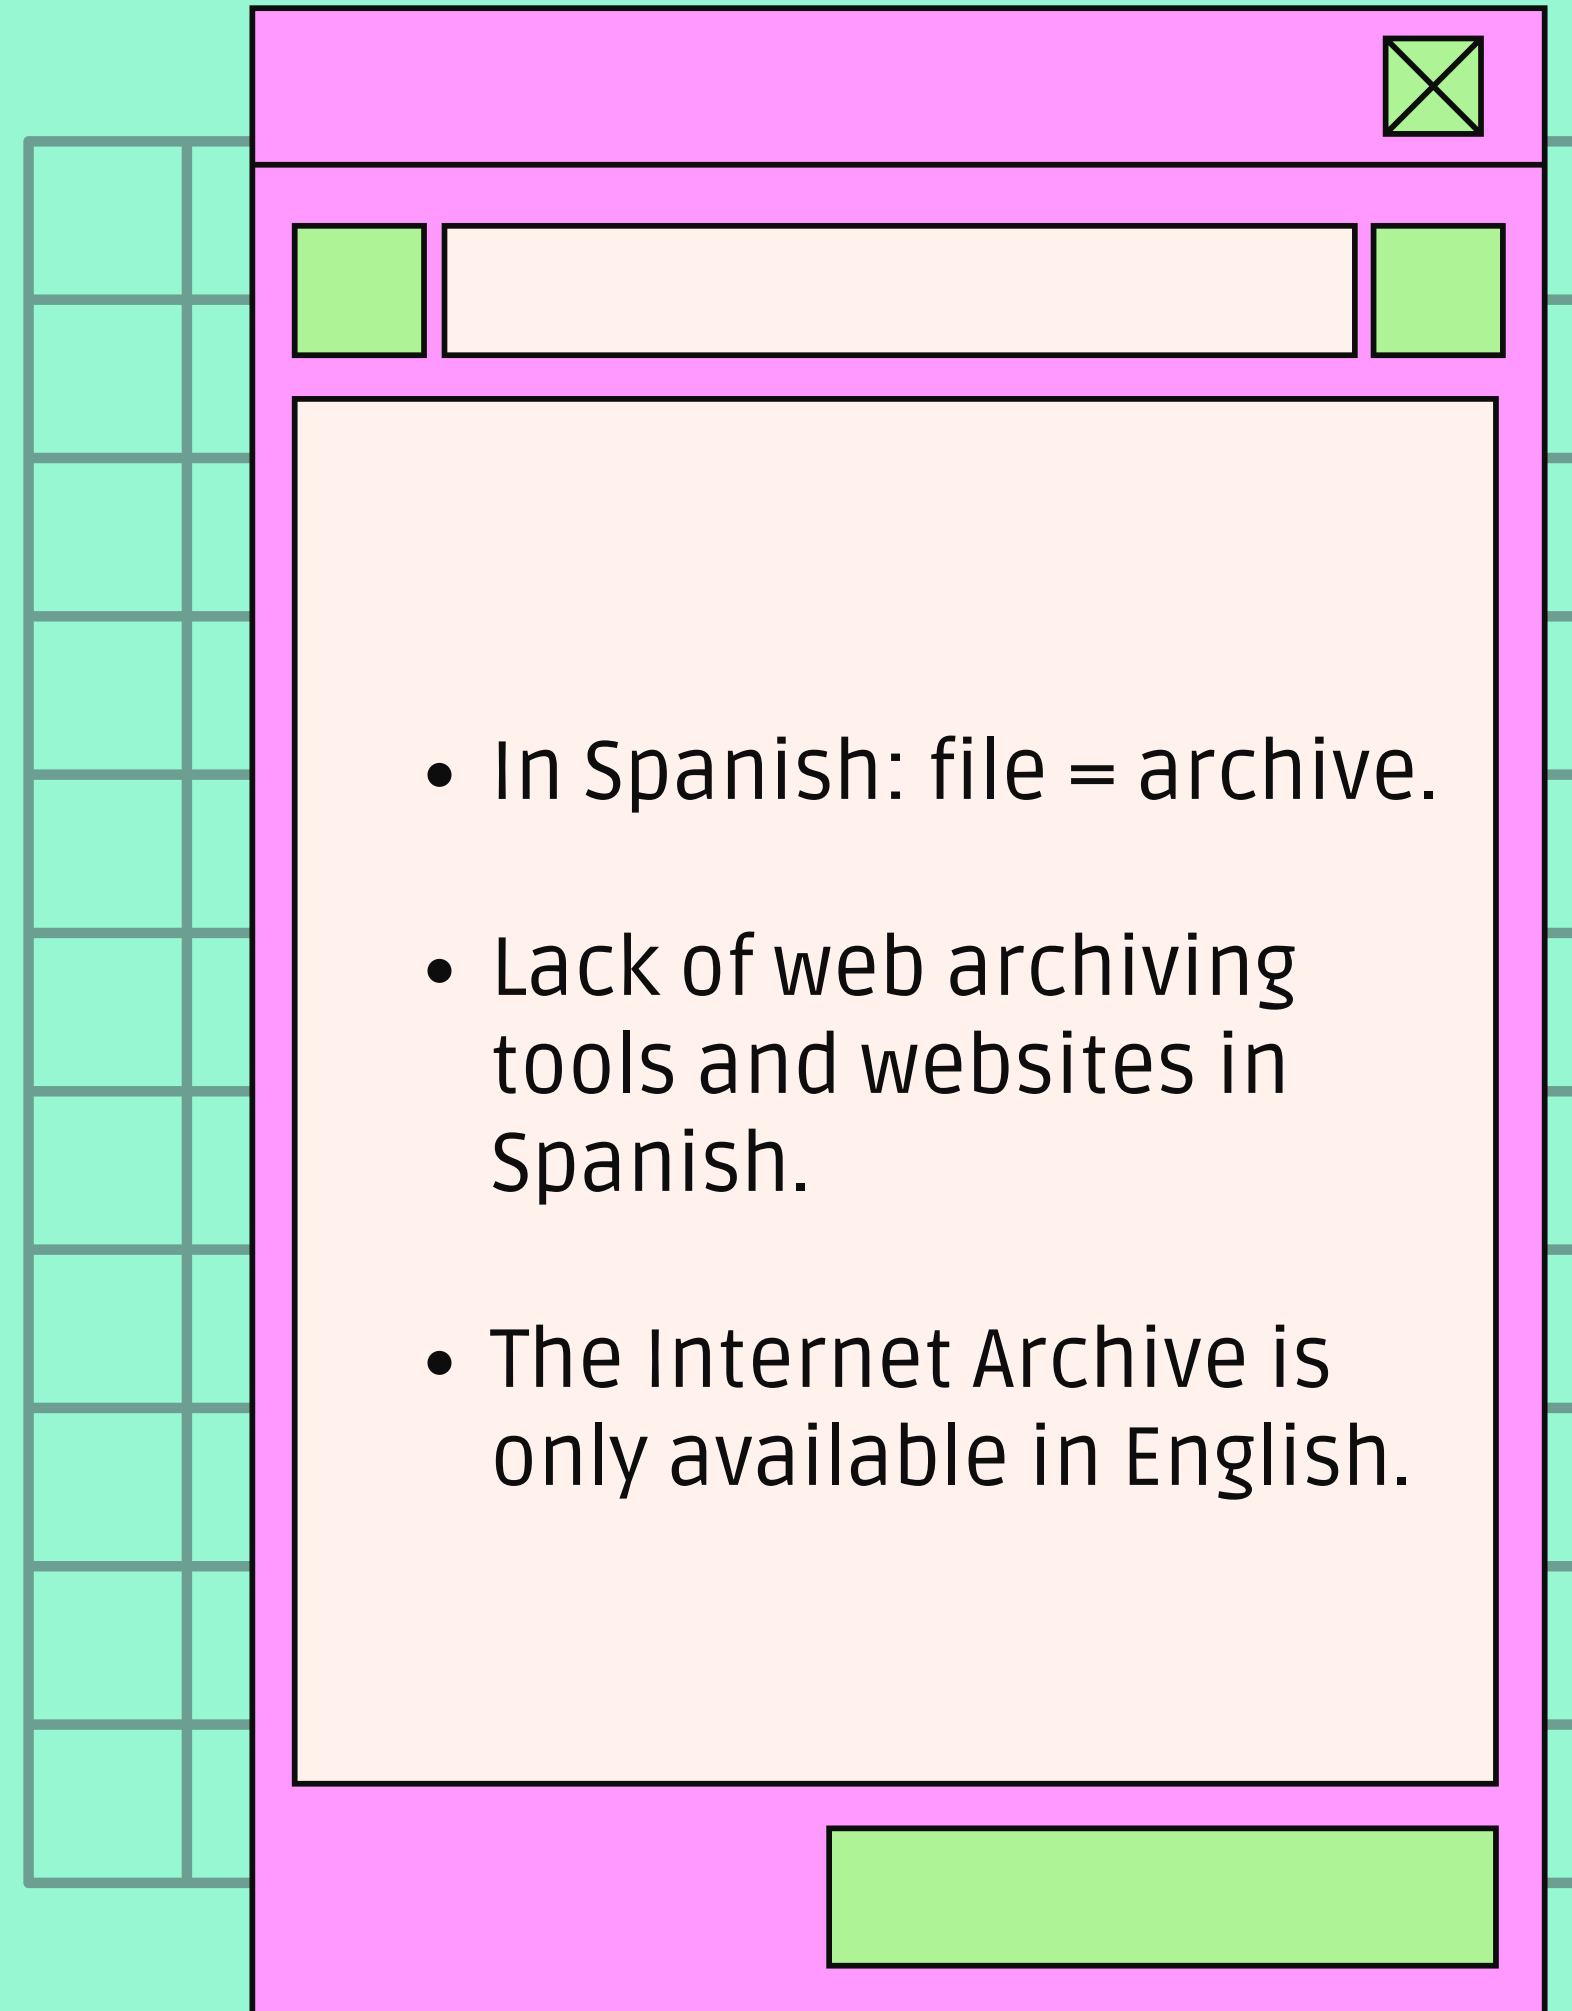 • In Spanish: file = archive.
• Lack of web archiving
tools and websites in
Spanish.
• The Internet Archive is
only available in English.